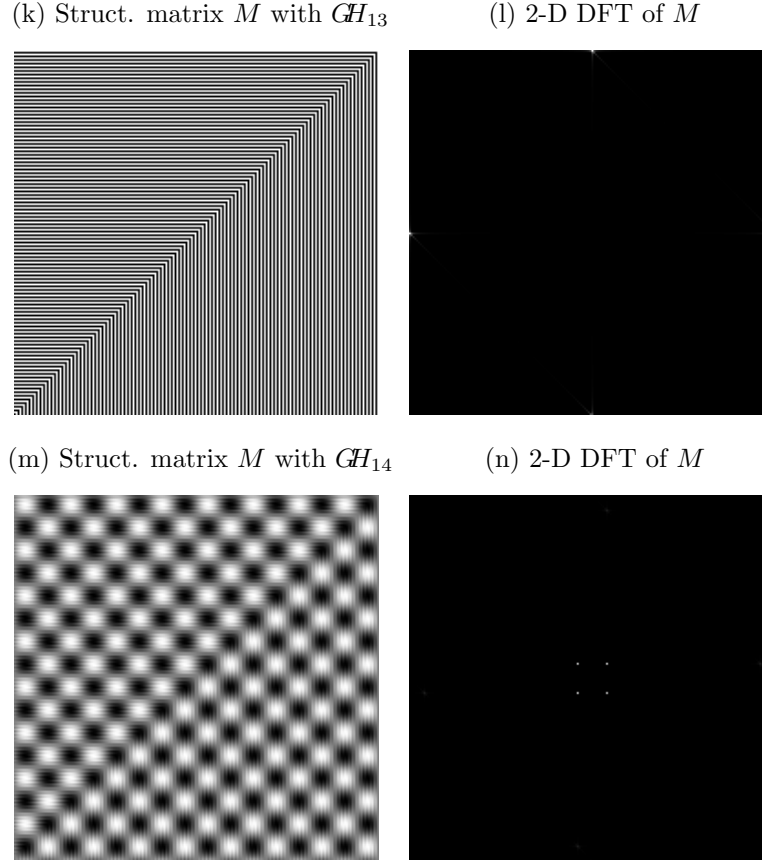 (k) Struct. matrix M with GH₁₃
(l) 2-D DFT of M
(m) Struct. matrix M with GH₁₄
(n) 2-D DFT of M